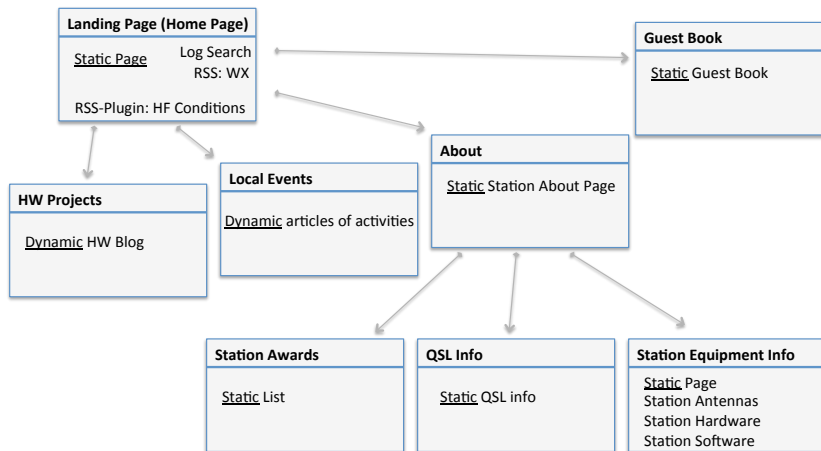 Landing Page (Home Page)
Static Page
Log Search
RSS: WX
RSS-Plugin: HF Conditions
Guest Book
Static Guest Book
About
Static Station About Page
Local Events
Dynamic articles of activities
HW Projects
Dynamic HW Blog
Station Awards
Static List
QSL Info
Static QSL info
Station Equipment Info
Static Page
Station Antennas
Station Hardware
Station Software